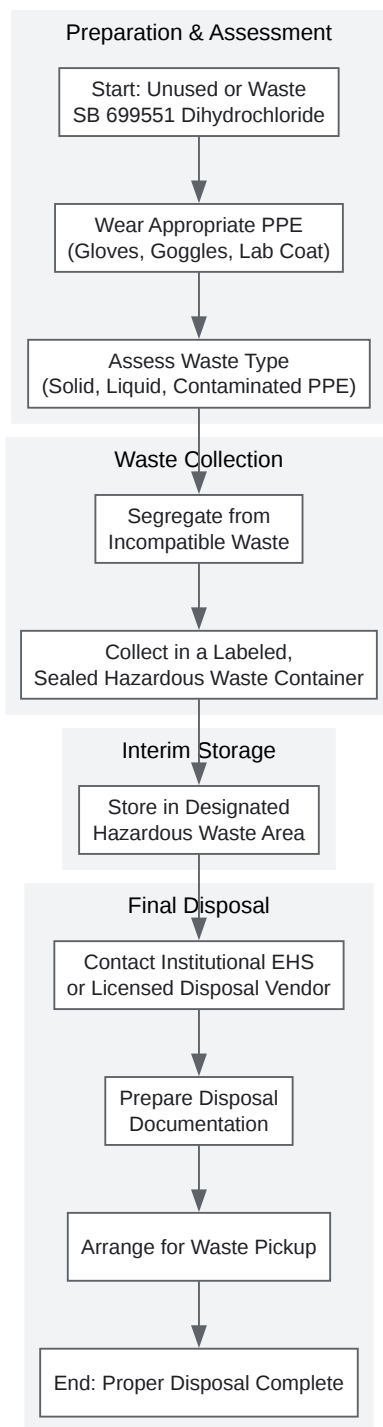 Preparation & Assessment
Start: Unused or Waste
SB 699551 Dihydrochloride
Wear Appropriate PPE
(Gloves, Goggles, Lab Coat)
Assess Waste Type
(Solid, Liquid, Contaminated PPE)
Waste Collection
Segregate from
Incompatible Waste
Collect in a Labeled,
Sealed Hazardous Waste Container
Interim Storage
Store in Designated
Hazardous Waste Area
Final Disposal
Contact Institutional EHS
or Licensed Disposal Vendor
Prepare Disposal
Documentation
Arrange for Waste Pickup
End: Proper Disposal Complete